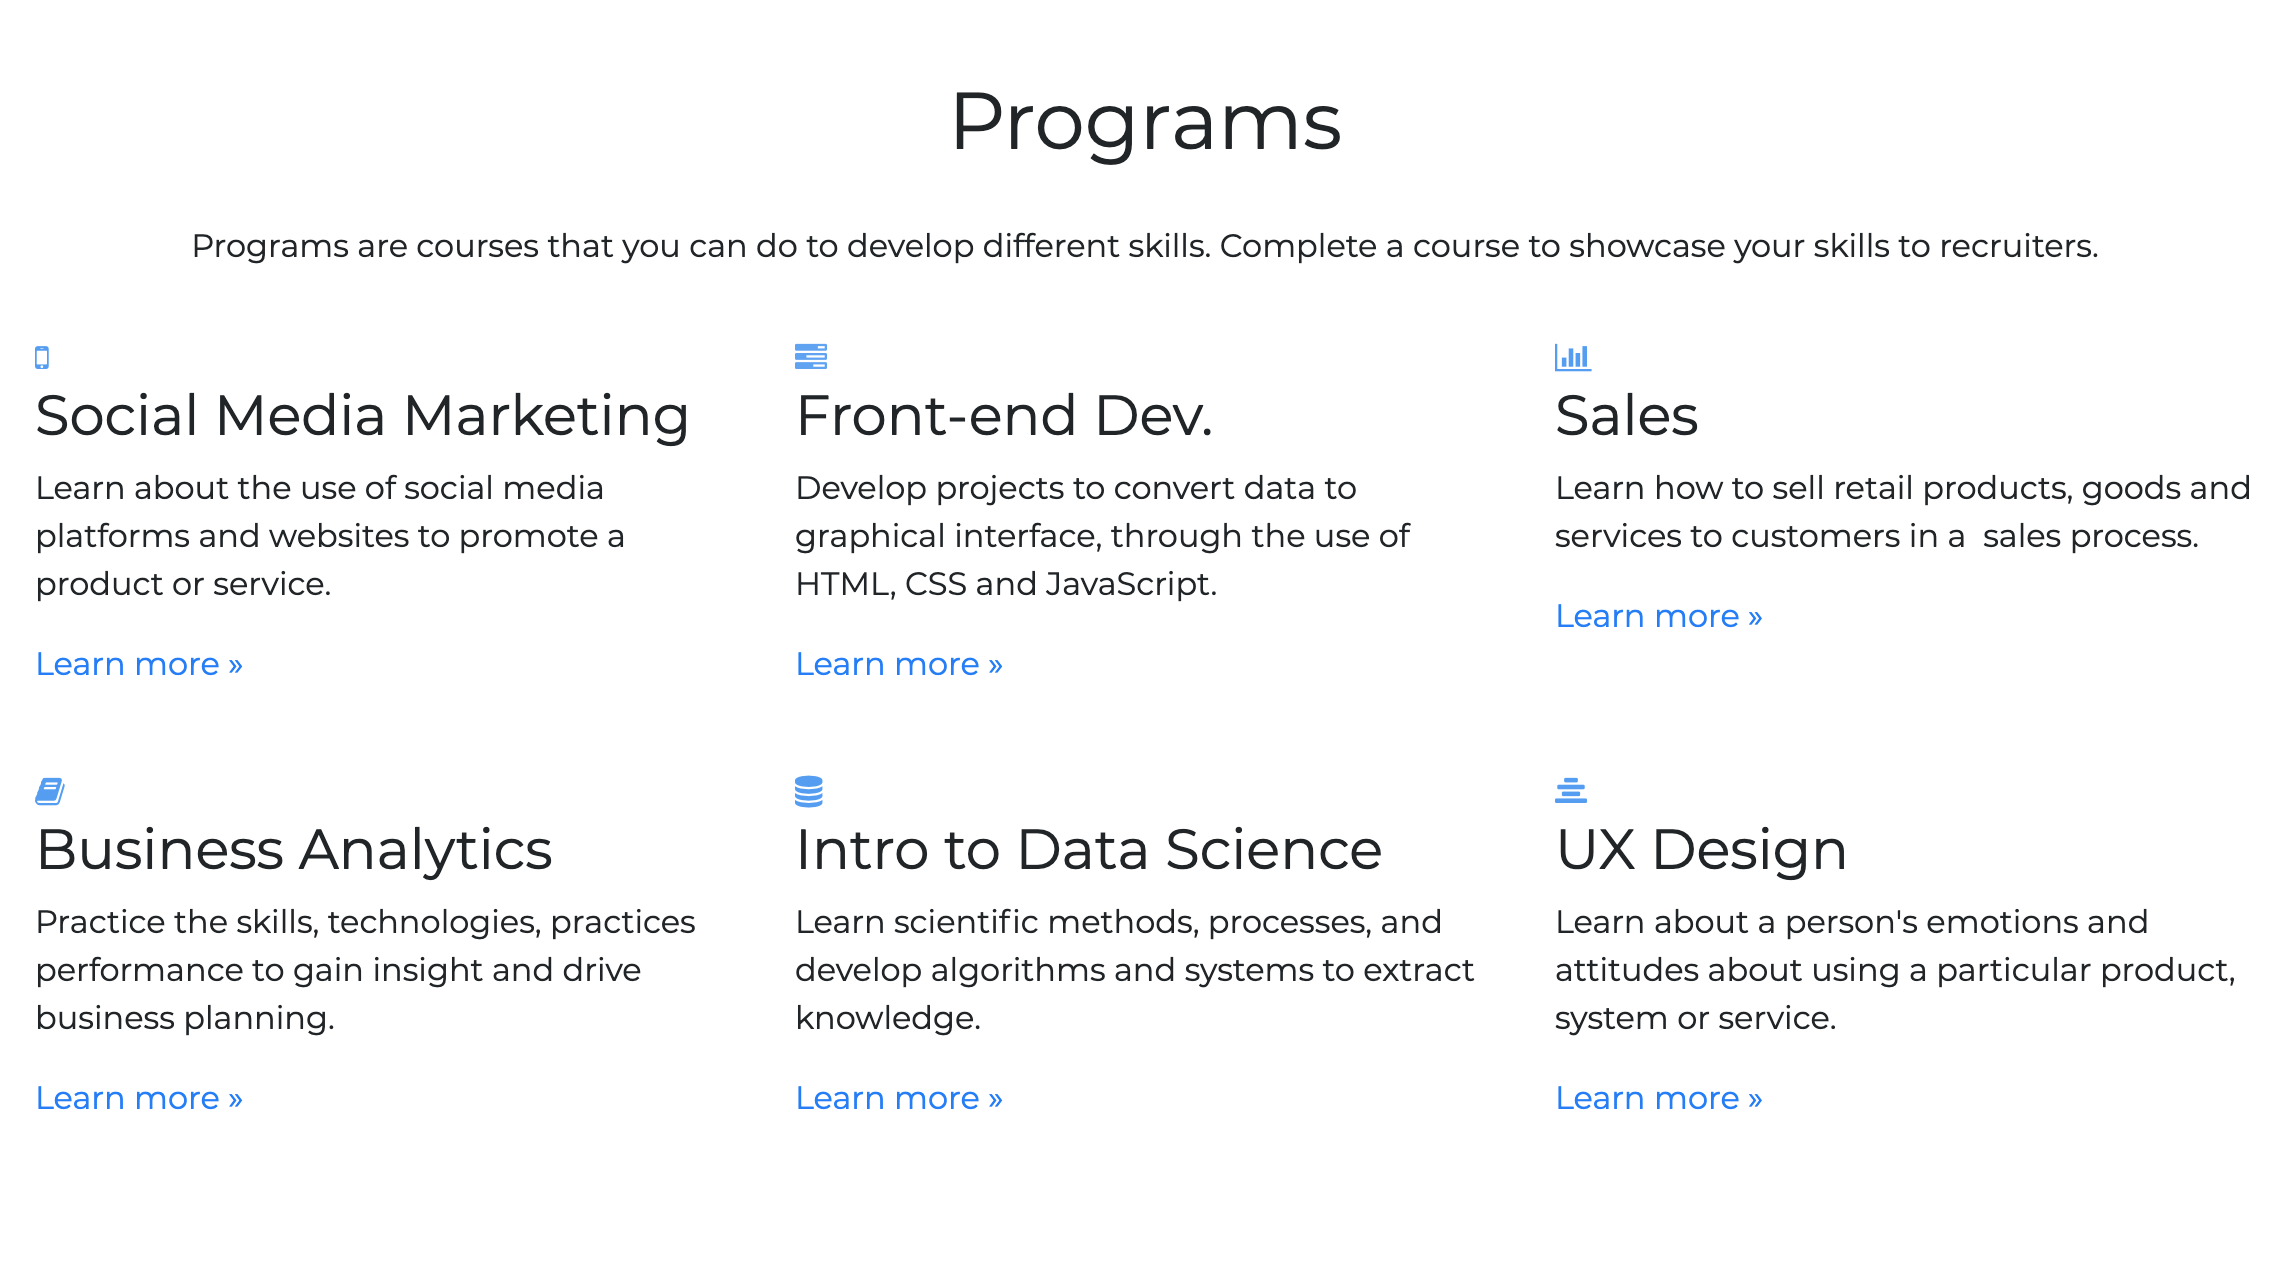 Programs
Programs are courses that you can do to develop different skills. Complete a course to showcase your skills to recruiters.
Social Media Marketing
Learn about the use of social media
platforms and websites to promote a
product or service.
Learn more »
Front-end Dev.
Develop projects to convert data to
graphical interface, through the use of
HTML, CSS and JavaScript.
Learn more »
Sales
Learn how to sell retail products, goods and
services to customers in a  sales process.
Learn more »
Business Analytics
Practice the skills, technologies, practices
performance to gain insight and drive
business planning.
Learn more »
Intro to Data Science
Learn scientific methods, processes, and
develop algorithms and systems to extract
knowledge.
Learn more »
UX Design
Learn about a person's emotions and
attitudes about using a particular product,
system or service.
Learn more »